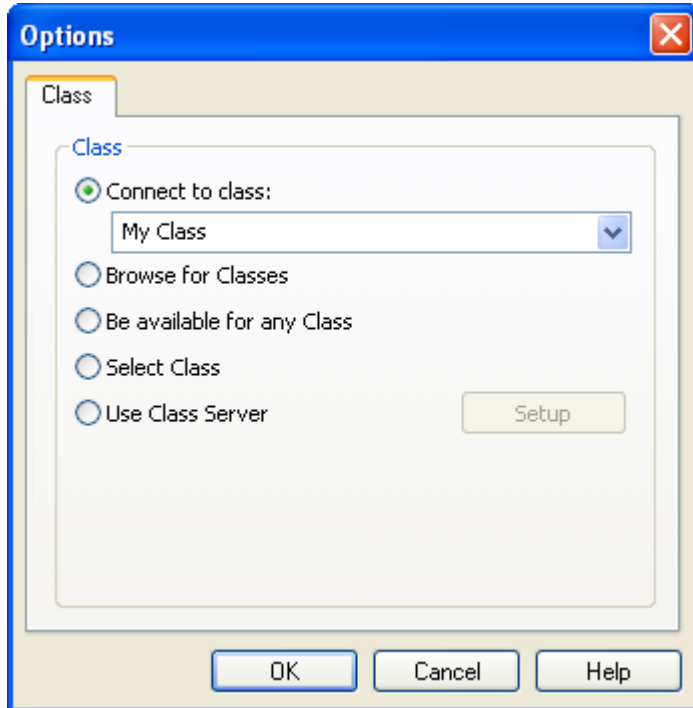 Options
Class
Class
Connect to class:
My Class
Browse for Classes
Be available for any Class
Select Class
Use Class Server Setup
OK Cancel Help